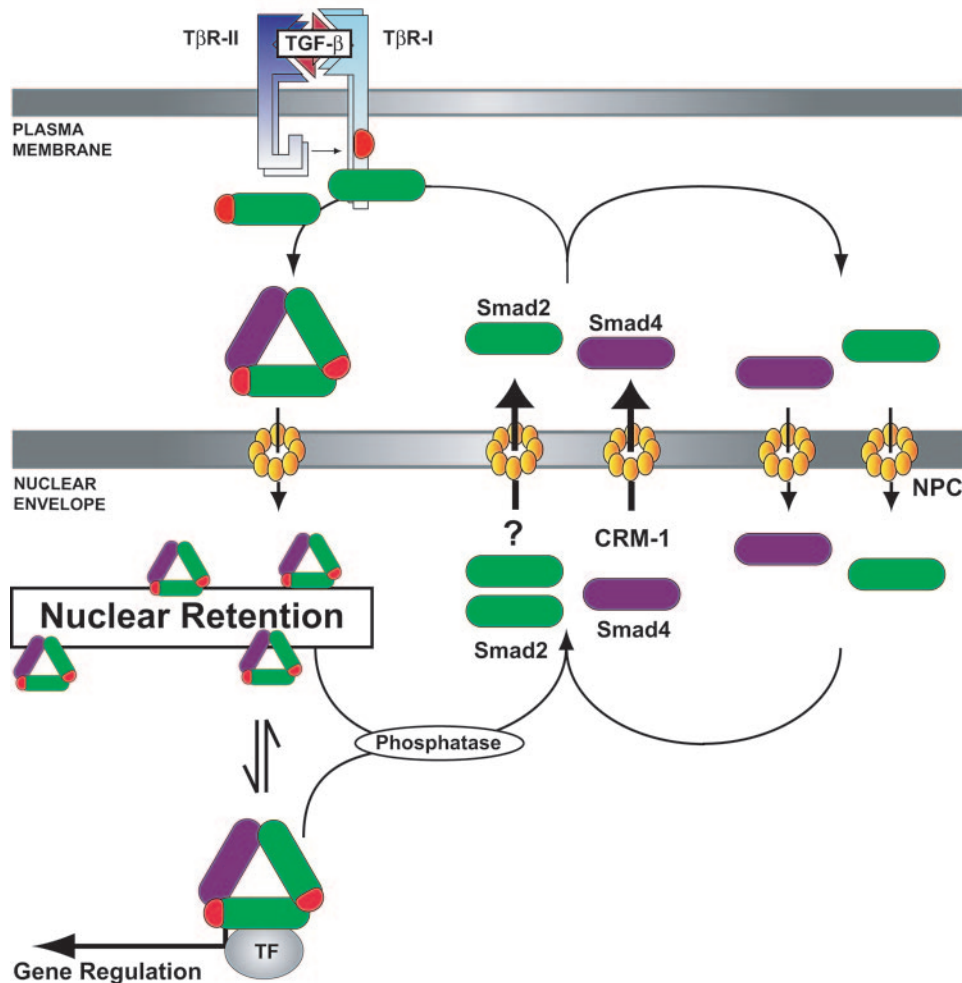 TβR-II
TGF-β
TβR-I
PLASMA
MEMBRANE
Smad2
Smad4
NUCLEAR
ENVELOPE
NPC
?
CRM-1
Nuclear Retention
Smad2
Smad4
Phosphatase
TF
Gene Regulation